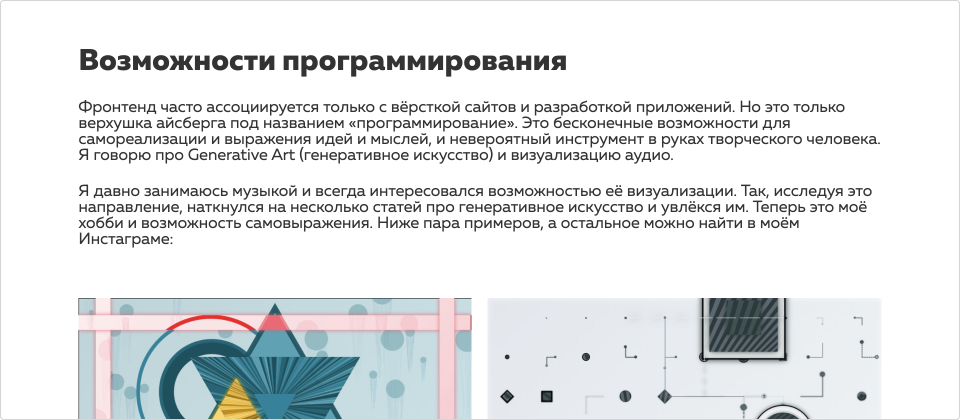 Возможности программирования
Фронтенд часто ассоциируется только с вёрсткой сайтов и разработкой приложений. Но это только
верхушка айсберга под названием «программирование». Это бесконечные возможности для
самореализации и выражения идей и мыслей, и невероятный инструмент в руках творческого человека.
Я говорю про Generative Art (генеративное искусство) и визуализацию аудио.
Я давно занимаюсь музыкой и всегда интересовался возможностью её визуализации. Так, исследуя это
направление, наткнулся на несколько статей про генеративное искусство и увлёкся им. Теперь это моё
хобби и возможность самовыражения. Ниже пара примеров, а остальное можно найти в моём
Инстаграме: